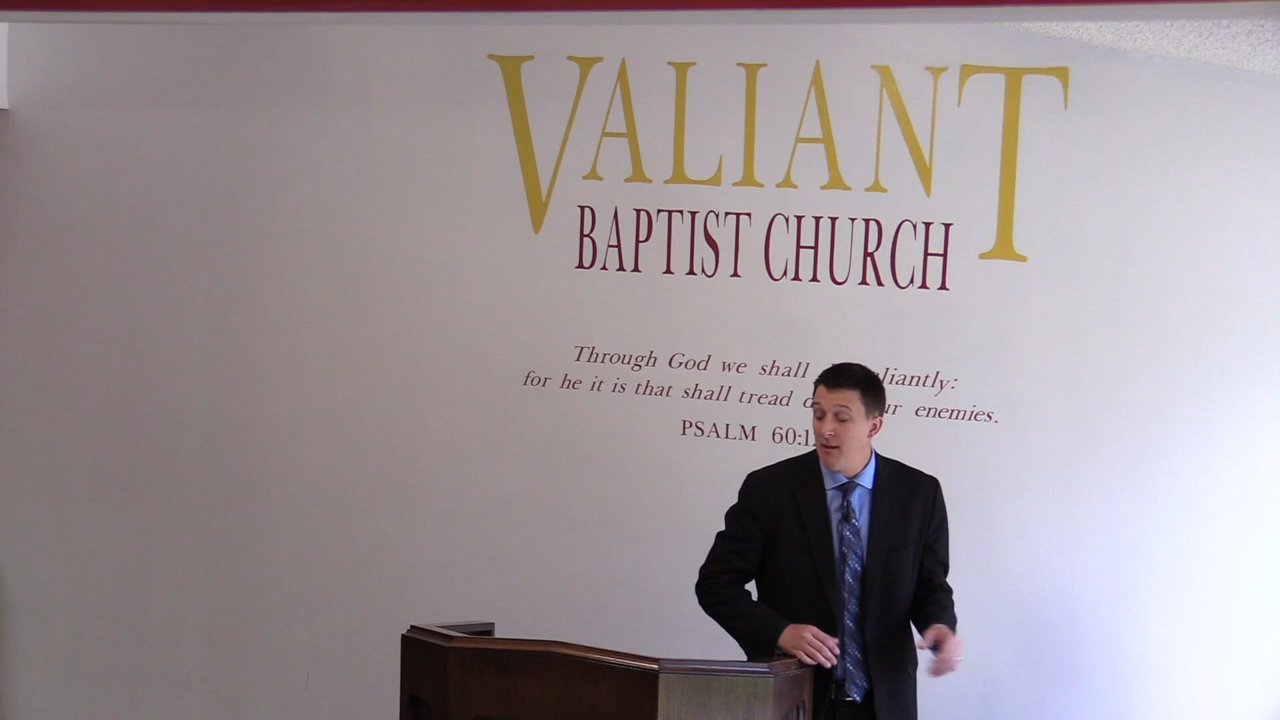 VALIANT
BAPTIST CHURCH
Through God we shall
for he it is that shall tread enemies.
PSALM